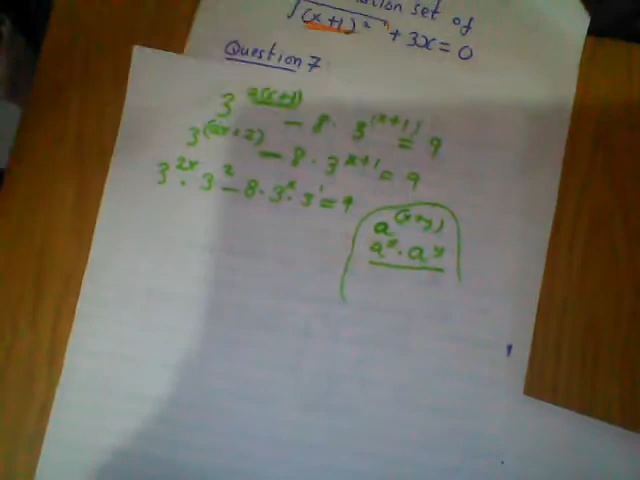 ation set of
√(x+1)² + 3x = 0
Question 7
3^2(x+1) - 8 · 3^(x+1) = 9
3^(2x+2) - 8 · 3^x+1 = 9
3^2x · 3^2 - 8 · 3^x · 3^1 = 9
a^(x+y)
a^x · a^y